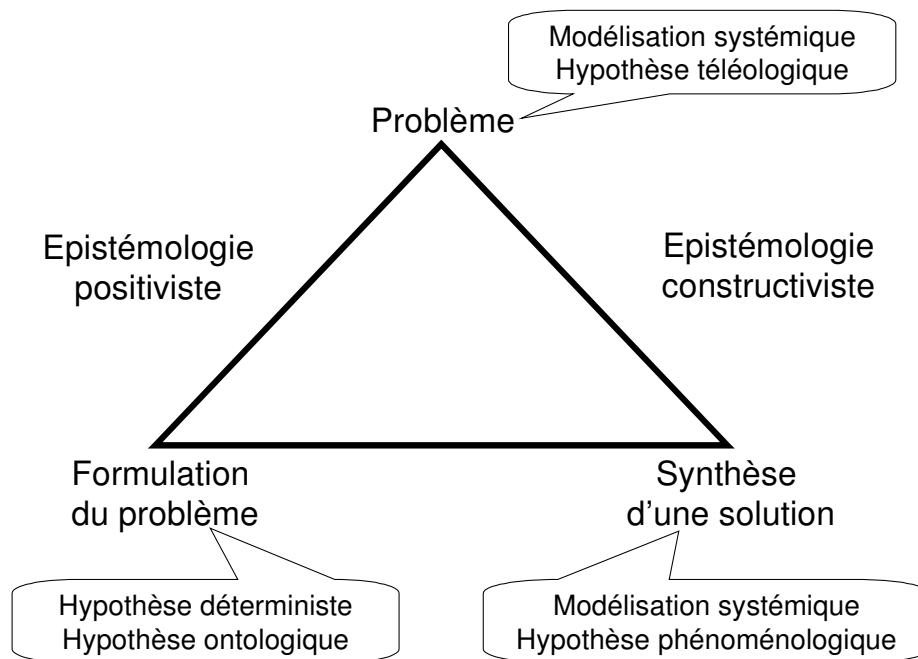 Modélisation systémique
Hypothèse téléologique
Problème
Epistémologie
positiviste
Epistémologie
constructiviste
Formulation
du problème
Synthèse
d'une solution
Hypothèse déterministe
Hypothèse ontologique
Modélisation systémique
Hypothèse phénoménologique